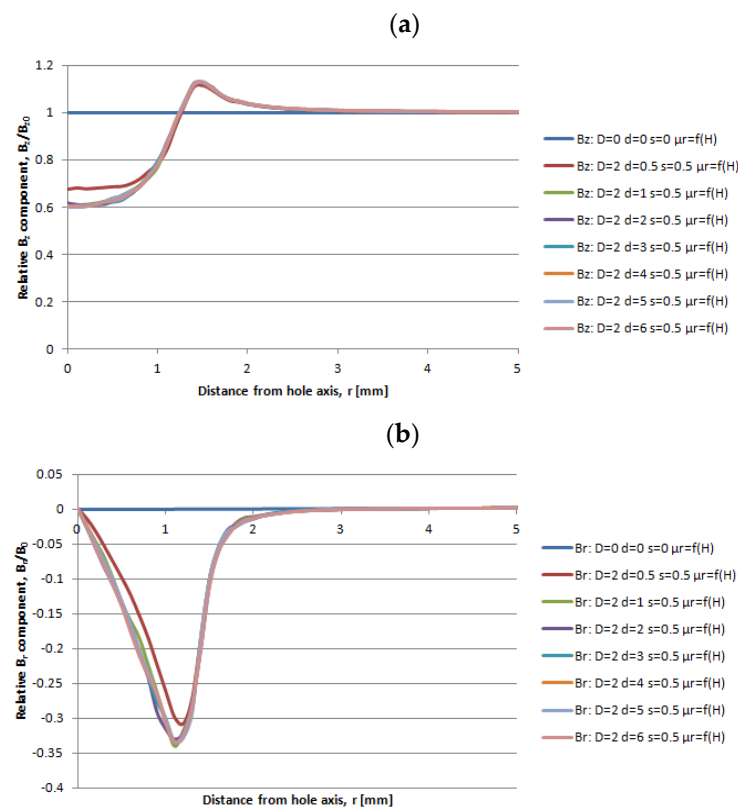 (a)
1.2
1
0.8
0.6
0.4
0.2
0
0 1 2 3 4 5
Relative Bz component, Bz/Bz0
Distance from hole axis, r [mm]
Bz: D=0 d=0 s=0 μr=f(H)
Bz: D=2 d=0.5 s=0.5 μr=f(H)
Bz: D=2 d=1 s=0.5 μr=f(H)
Bz: D=2 d=2 s=0.5 μr=f(H)
Bz: D=2 d=3 s=0.5 μr=f(H)
Bz: D=2 d=4 s=0.5 μr=f(H)
Bz: D=2 d=5 s=0.5 μr=f(H)
Bz: D=2 d=6 s=0.5 μr=f(H)
(b)
0.05
0
-0.05
-0.1
-0.15
-0.2
-0.25
-0.3
-0.35
-0.4
0 1 2 3 4 5
Relative Br component, Br/B0
Distance from hole axis, r [mm]
Br: D=0 d=0 s=0 μr=f(H)
Br: D=2 d=0.5 s=0.5 μr=f(H)
Br: D=2 d=1 s=0.5 μr=f(H)
Br: D=2 d=2 s=0.5 μr=f(H)
Br: D=2 d=3 s=0.5 μr=f(H)
Br: D=2 d=4 s=0.5 μr=f(H)
Br: D=2 d=5 s=0.5 μr=f(H)
Br: D=2 d=6 s=0.5 μr=f(H)